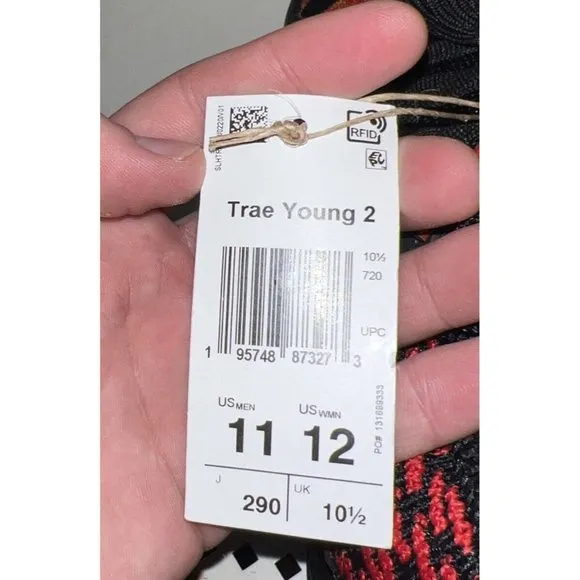 RFID
Trae Young 2
10½
720
UPC
1 95748 87327 3
US MEN US WMN
11 12
PO# 131689335
J UK
290 10½